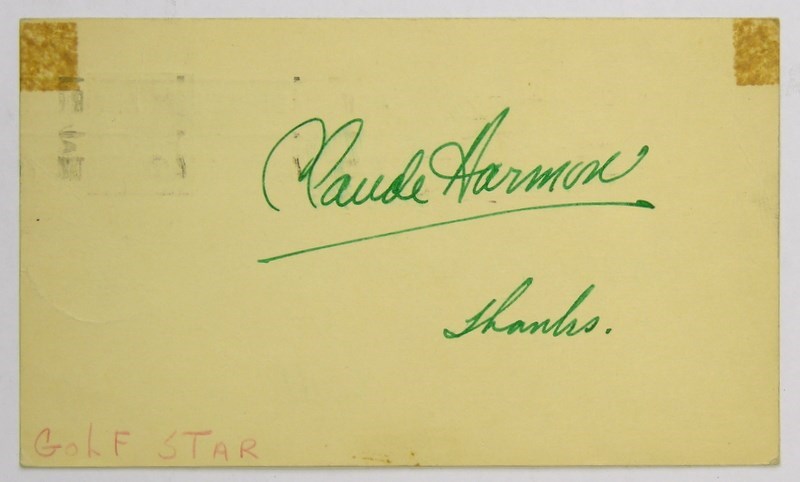 Claude Harmon
Thanks.
GOLF STAR